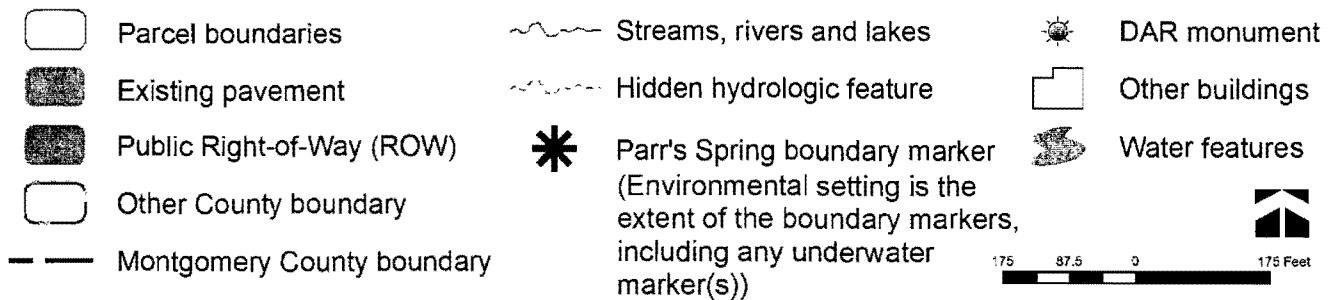 Parcel boundaries
Existing pavement
Public Right-of-Way (ROW)
Other County boundary
Montgomery County boundary
Streams, rivers and lakes
Hidden hydrologic feature
Parr's Spring boundary marker
(Environmental setting is the
extent of the boundary markers,
including any underwater
marker(s))
DAR monument
Other buildings
Water features
175 87.5 0 175 Feet